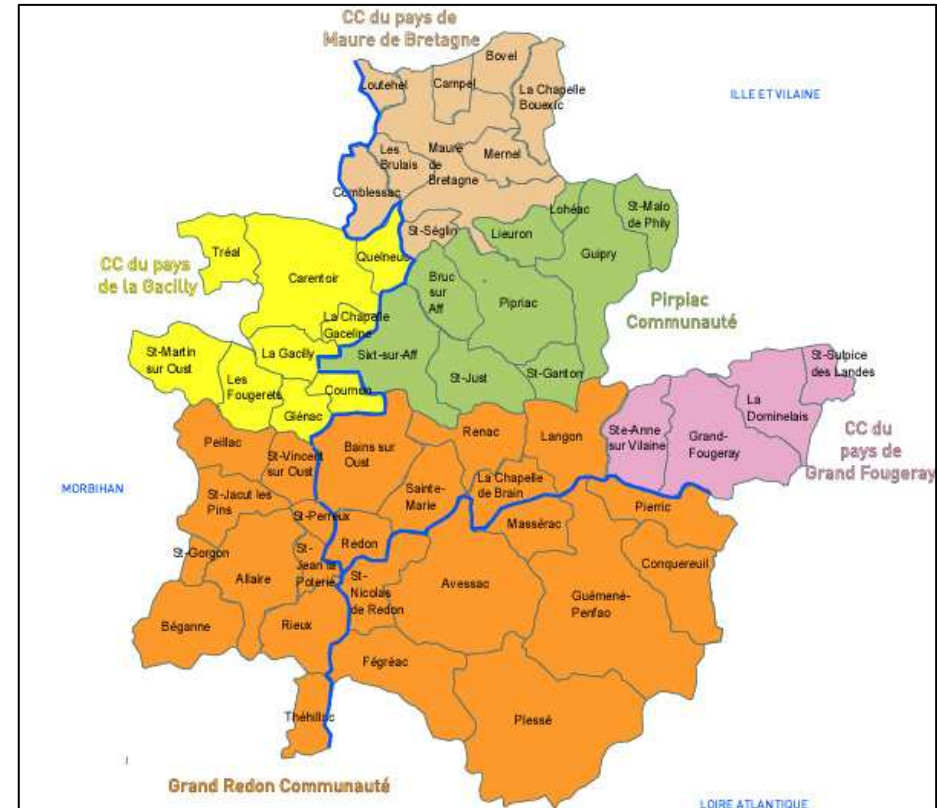 CC du pays de
Maure de Bretagne
Bovel
Loutehel
Campel
La Chapelle
Bouexic
ILLE ET VILAINE
Les
Brulais
Maure
de
Bretagne
Mernel
Comblessac
St-Séglin
Lieuron
Lohéac
St-Malo
de Phily
Guipry
Tréal
CC du pays
de la Gacilly
Carentoir
Quelneuc
Bruc
sur
Aff
Pipriac
Pirpiac
Communauté
La Chapelle
Gaceline
St-Martin
sur Oust
La Gacilly
Sixt-sur-Aff
St-Just
St-Ganton
Les
Fougerets
Cournon
Glénac
St-Sulpice
des Landes
La
Dominelais
Ste-Anne
sur Vilaine
Grand-
Fougeray
CC du
pays de
Grand Fougeray
Peillac
St-Vincent
sur Oust
Bains sur
Oust
Renac
Langon
MORBIHAN
St-Jacut les
Pins
Sainte-
Marie
La Chapelle
de Brain
Massérac
Pierric
St-Perreux
Redon
St-Gorgon
Allaire
St-
Jean la
Poterie
St-
Nicolas
de Redon
Avessac
Conquereuil
Guémené-
Penfao
Béganne
Rieux
Fégréac
Théhillac
Plessé
Grand Redon Communauté
LOIRE ATLANTIQUE